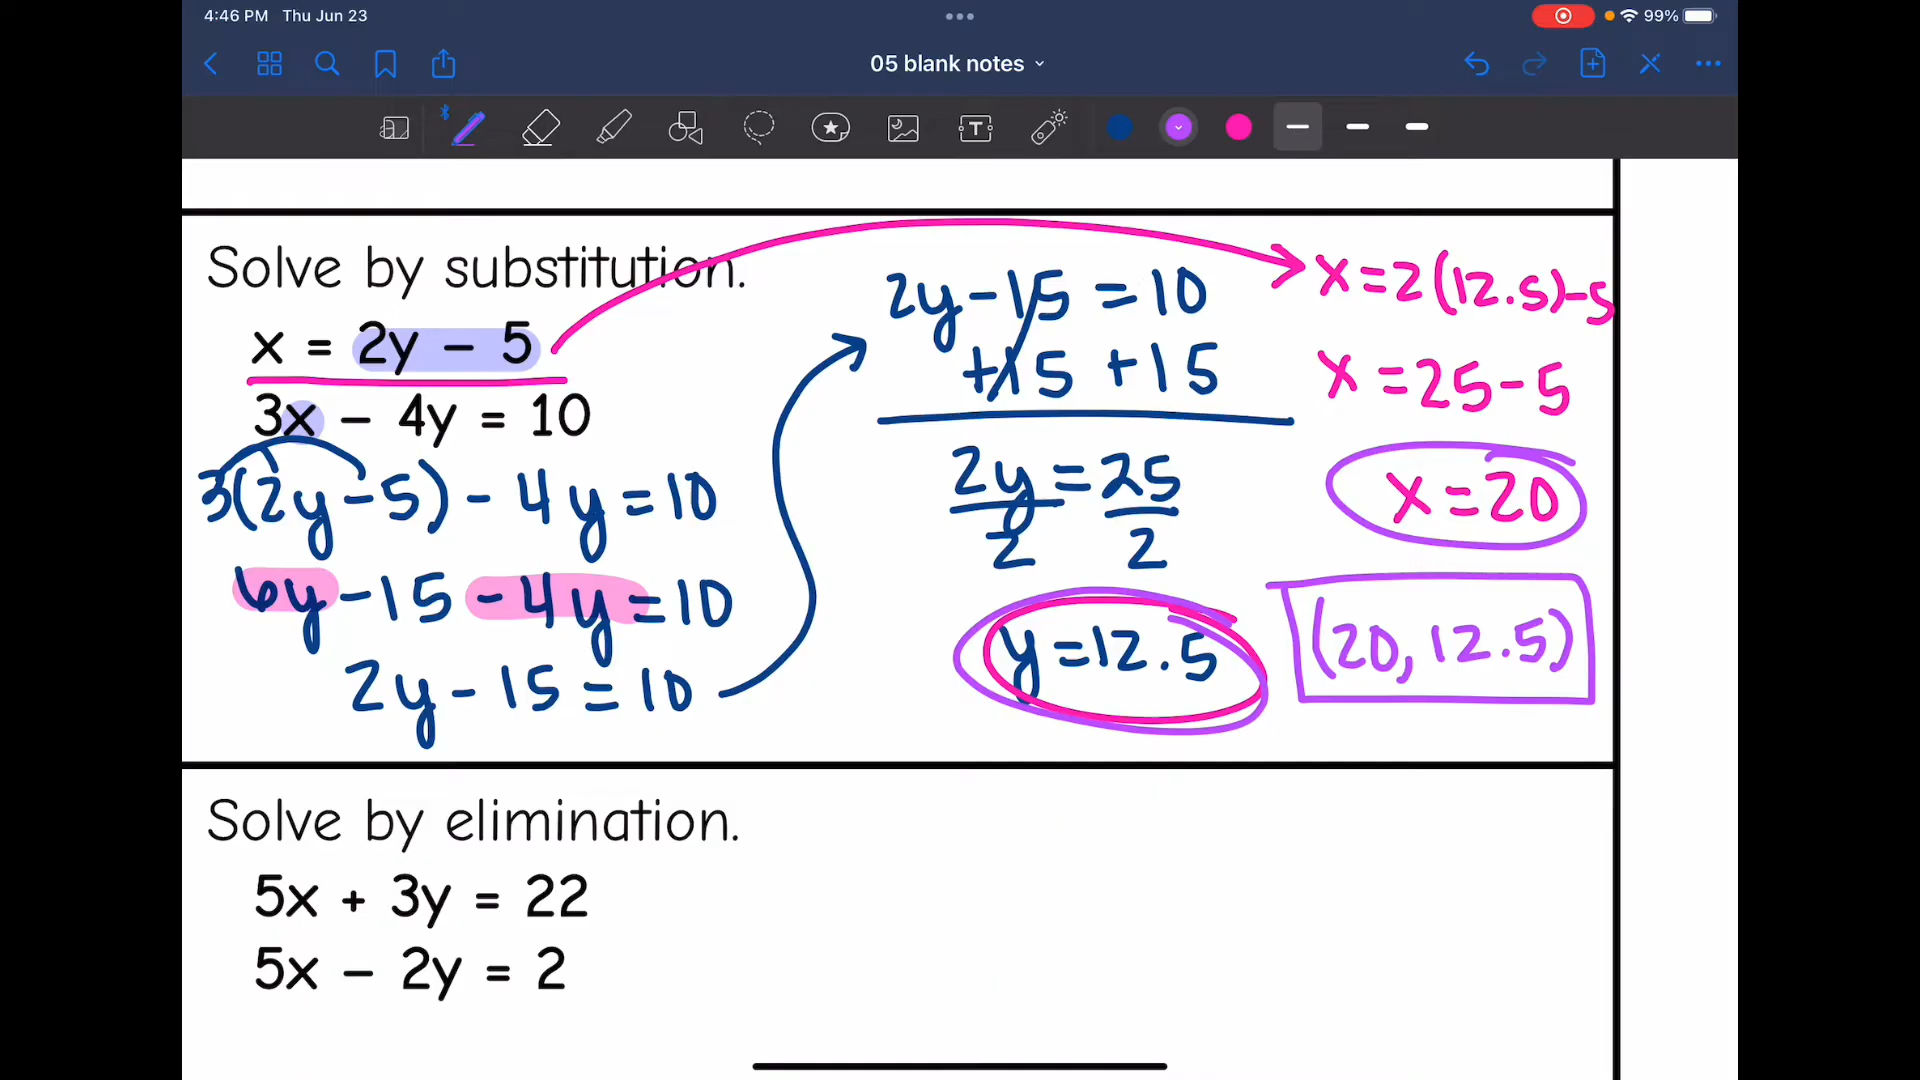 4:46 PM Thu Jun 23
99%
05 blank notes
Solve by substitution.
x = 2y - 5
3x - 4y = 10
3(2y-5) - 4y = 10
6y - 15 - 4y = 10
2y - 15 = 10
2y - 15 = 10
+15 +15
2y = 25
2 2
y = 12.5
x = 2(12.5) - 5
x = 25 - 5
x = 20
(20, 12.5)
Solve by elimination.
5x + 3y = 22
5x - 2y = 2